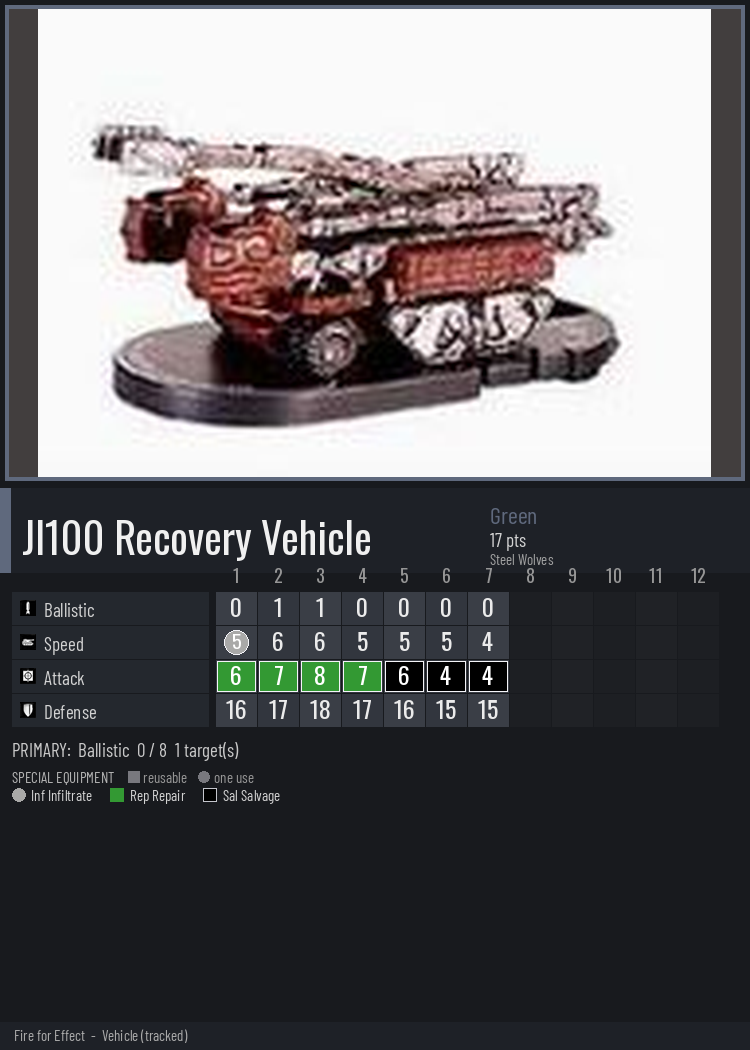 JI100 Recovery Vehicle
Green
17 pts
Steel Wolves
1 2 3 4 5 6 7 8 9 10 11 12
Ballistic 0 1 1 0 0 0 0
Speed 5 6 6 5 5 5 4
Attack 6 7 8 7 6 4 4
Defense 16 17 18 17 16 15 15
PRIMARY: Ballistic 0 / 8 1 target(s)
SPECIAL EQUIPMENT reusable one use
Inf Infiltrate Rep Repair Sal Salvage
Fire for Effect - Vehicle (tracked)